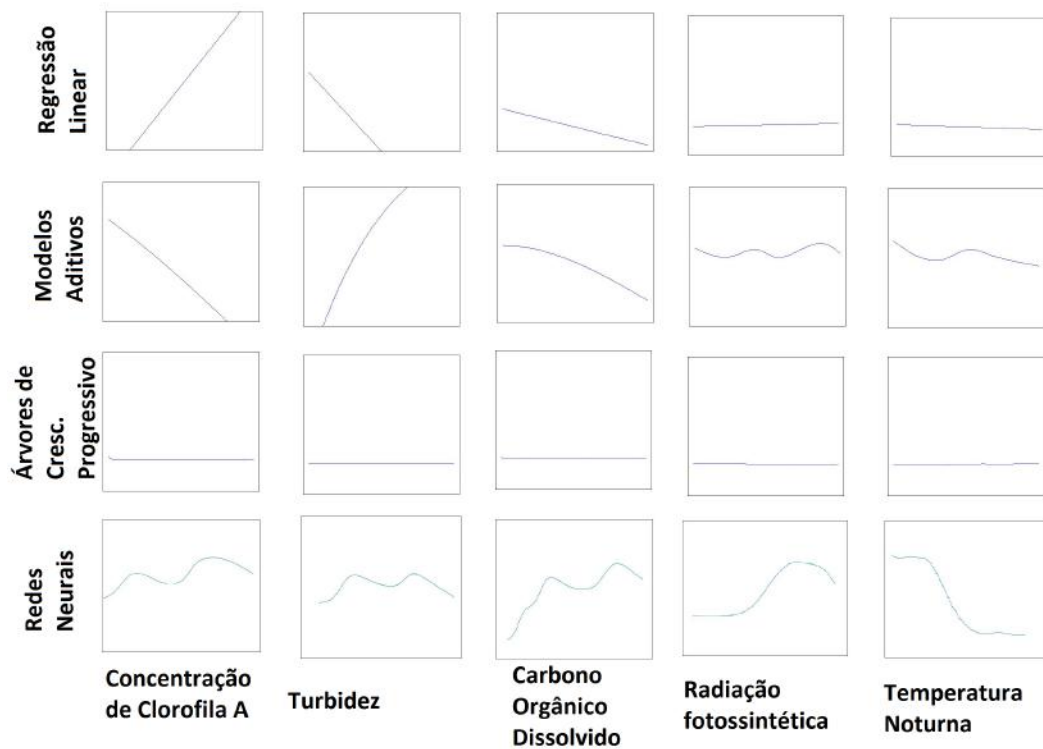 Regressão
Linear
Modelos
Aditivos
Árvores de
Cresc.
Progressivo
Redes
Neurais
Concentração
de Clorofila A
Turbidez
Carbono
Orgânico
Dissolvido
Radiação
fotossintética
Temperatura
Noturna